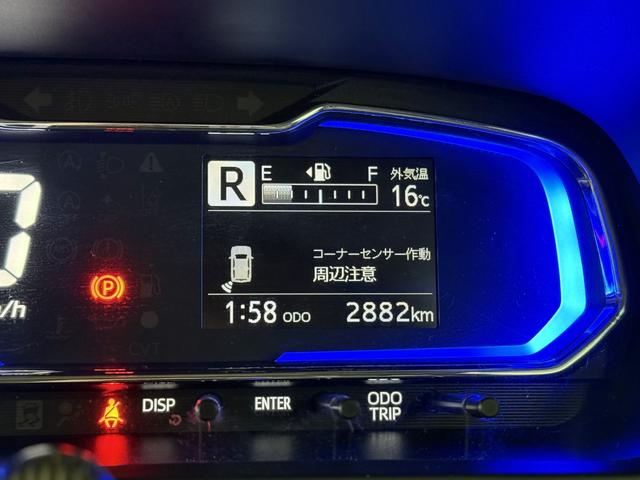 R E F 外気温
16℃
コーナーセンサー作動
周辺注意
1:58 ODO 2882km
/h
P
CVT
DISP ENTER ODO
TRIP